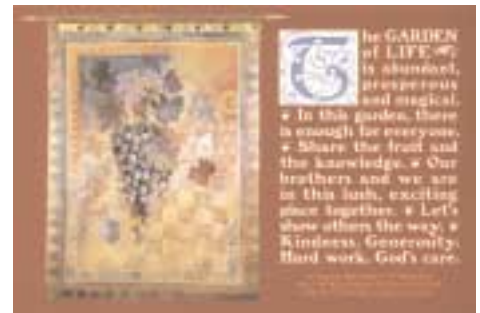 The GARDEN
of LIFE
is abundant,
prosperous
and magical.
In this garden, there
is enough for everyone.
Share the fruit and
the knowledge. Our
brothers and we are
in this lush, exciting
place together. Let's
show others the way.
Kindness. Generosity.
Hard work. God's care.